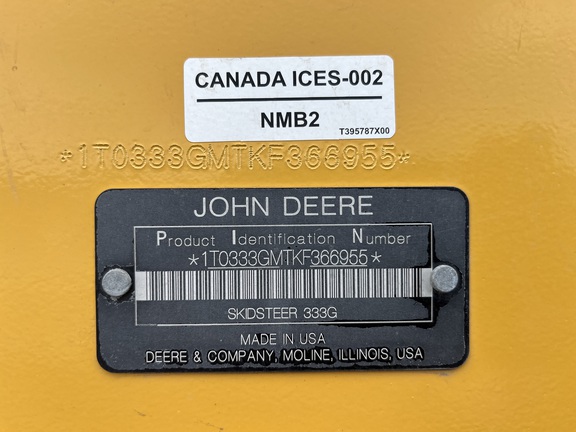 CANADA ICES-002
NMB2
T395787X00
*1T0333GMTKF366955*
JOHN DEERE
Product Identification Number
*1T0333GMTKF366955*
SKIDSTEER 333G
MADE IN USA
DEERE & COMPANY, MOLINE, ILLINOIS, USA